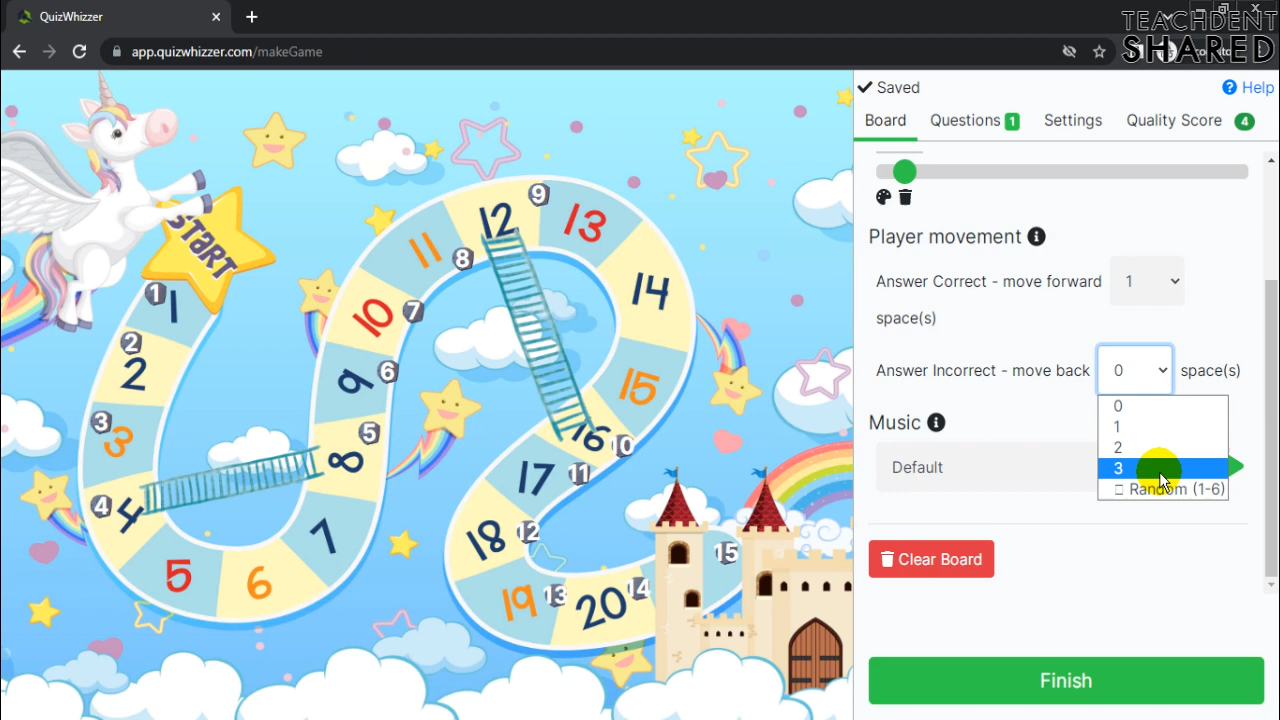 QuizWhizzer
TEACHDENT
SHARED
app.quizwhizzer.com/makeGame
Saved
Help
Board Questions 1 Settings Quality Score 4
Player movement
Answer Correct - move forward 1
space(s)
Answer Incorrect - move back 0 space(s)
0
1
2
3
Random (1-6)
Music
Default
Clear Board
Finish
START
1 1
2 2
3 3
4 4
5
6
7
8 5
9 6
10 7
11 8
12 9
13
14
15
16 10
17 11
18 12
19 13
20 14
15